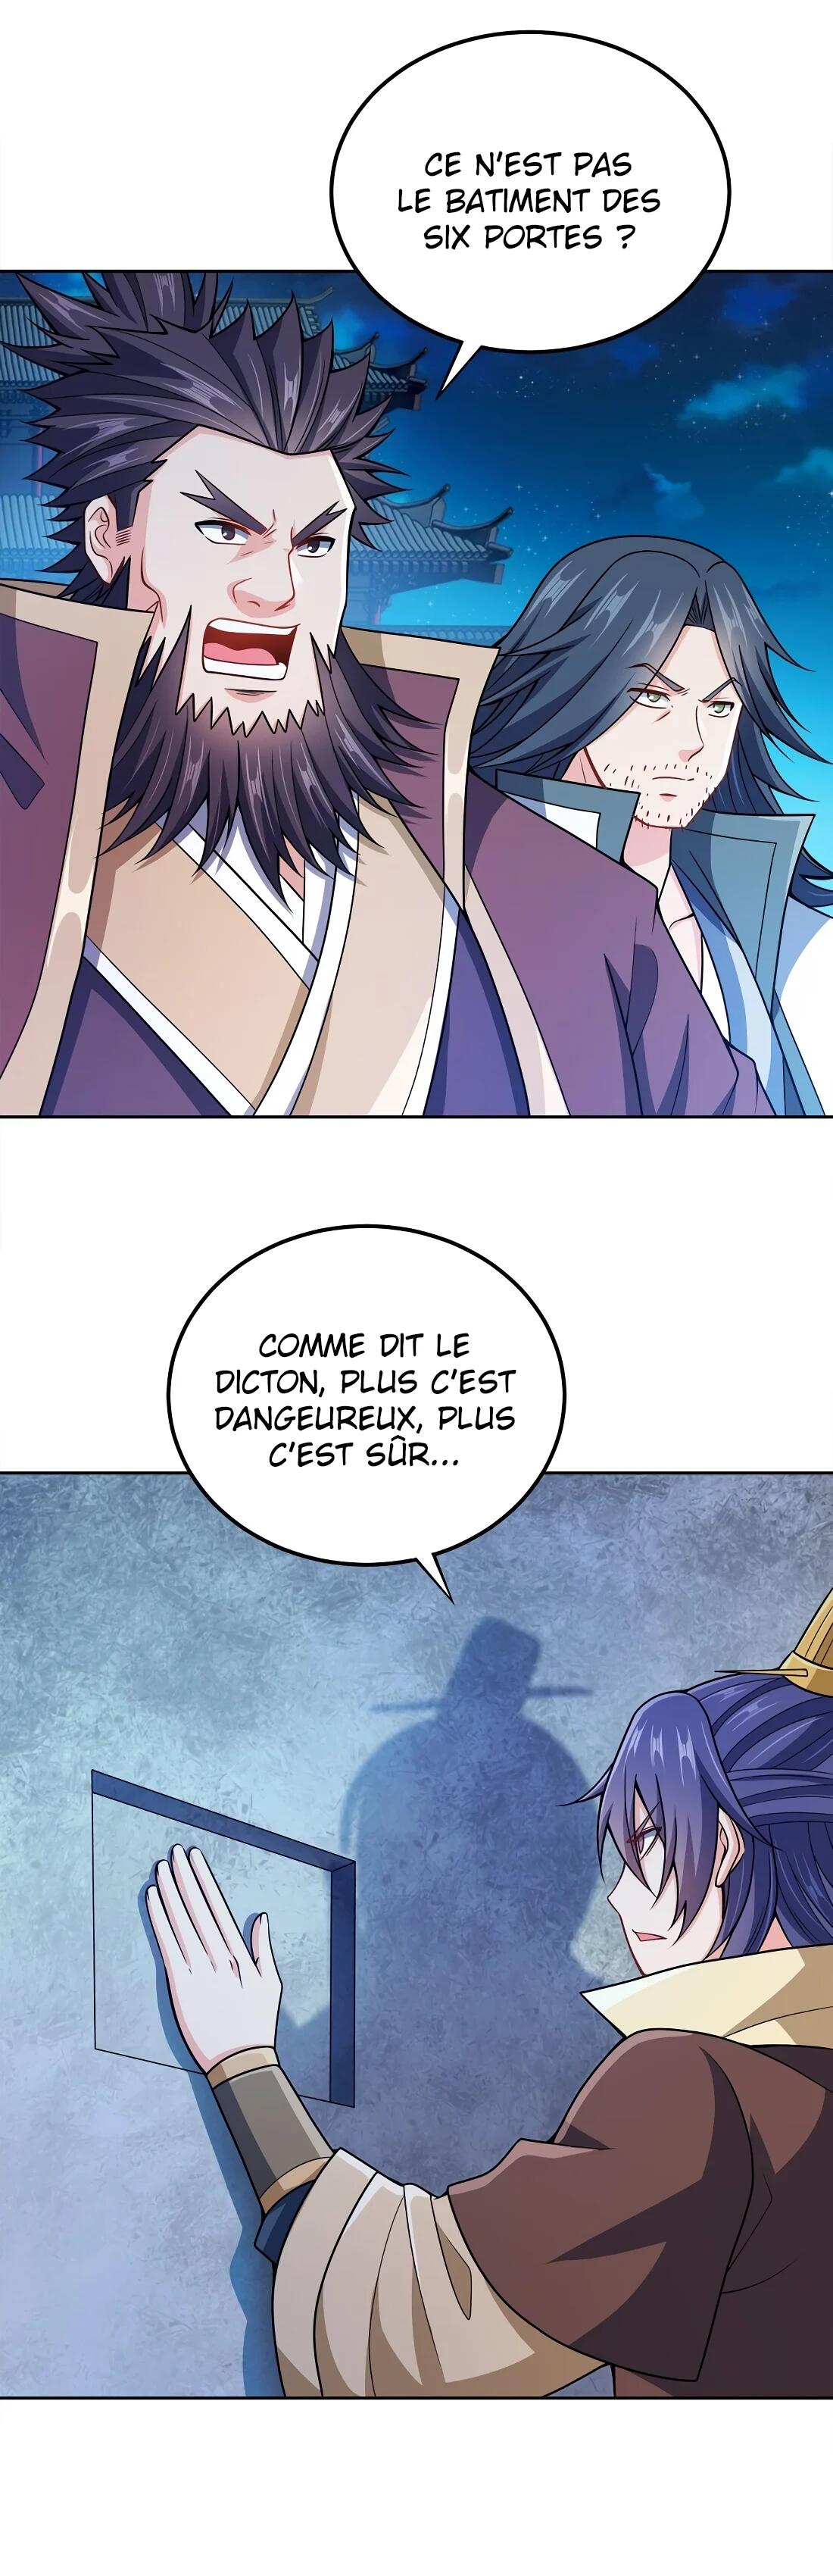 CE N'EST PAS
LE BATIMENT DES
SIX PORTES ?
COMME DIT LE
DICTON, PLUS C'EST
DANGEUREUX, PLUS
C'EST SÛR...